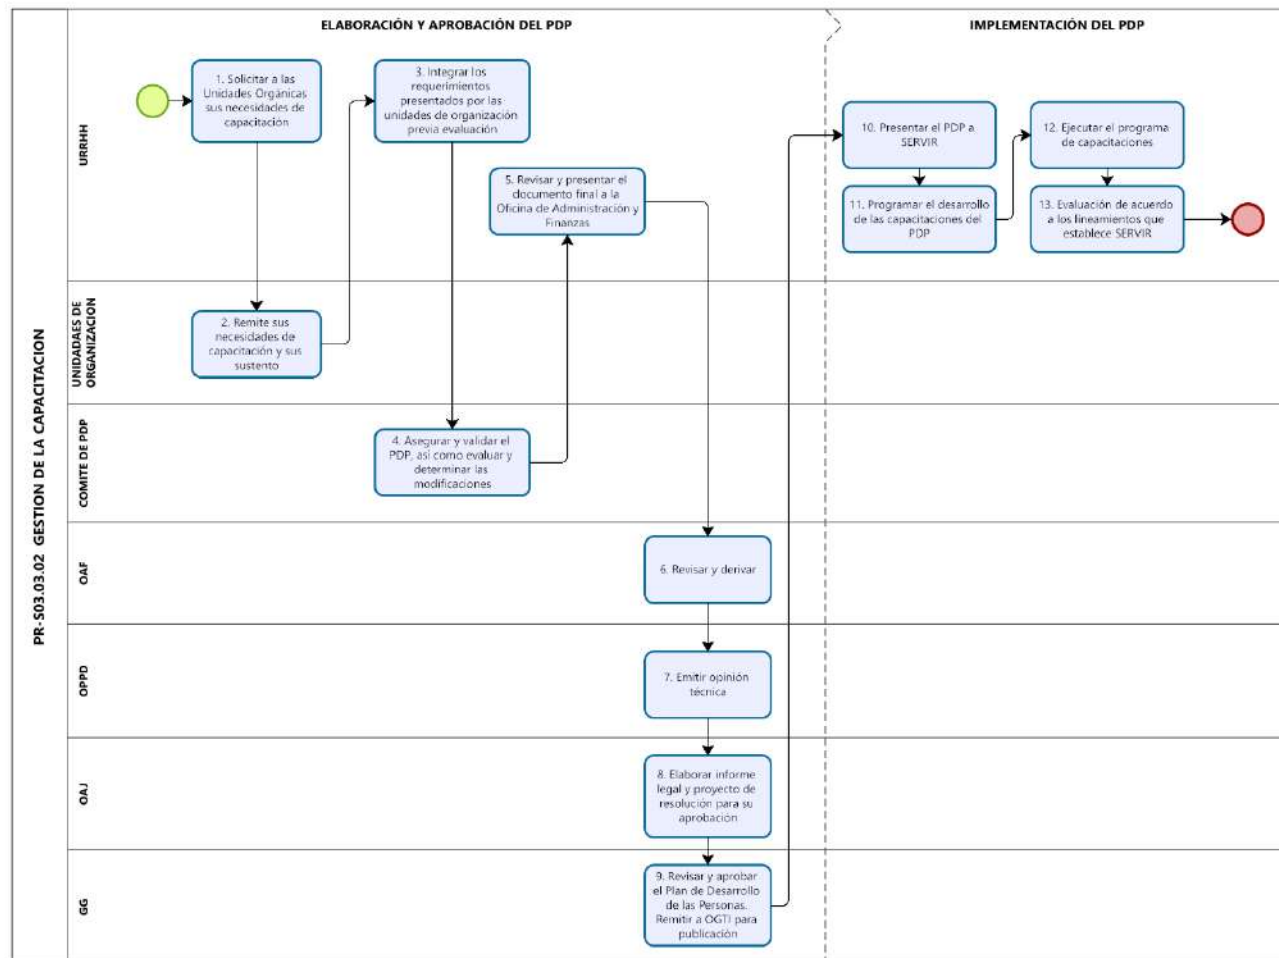 PR-S03.03.02 GESTION DE LA CAPACITACION
ELABORACIÓN Y APROBACIÓN DEL PDP
IMPLEMENTACIÓN DEL PDP
URRHH
1. Solicitar a las
Unidades Orgánicas
sus necesidades de
capacitación
3. Integrar los
requerimientos
presentados por las
unidades de organización
previa evaluación
5. Revisar y presentar el
documento final a la
Oficina de Administración y
Finanzas
10. Presentar el PDP a
SERVIR
11. Programar el desarrollo
de las capacitaciones del
PDP
12. Ejecutar el programa
de capacitaciones
13. Evaluación de acuerdo
a los lineamientos que
establece SERVIR
UNIDADAES DE
ORGANIZACION
2. Remite sus
necesidades de
capacitación y sus
sustento
COMITE DE PDP
4. Asegurar y validar el
PDP, así como evaluar y
determinar las
modificaciones
OAF
6. Revisar y derivar
OPPD
7. Emitir opinión
técnica
OAJ
8. Elaborar informe
legal y proyecto de
resolución para su
aprobación
GG
9. Revisar y aprobar
el Plan de Desarrollo
de las Personas.
Remitir a OGTI para
publicación